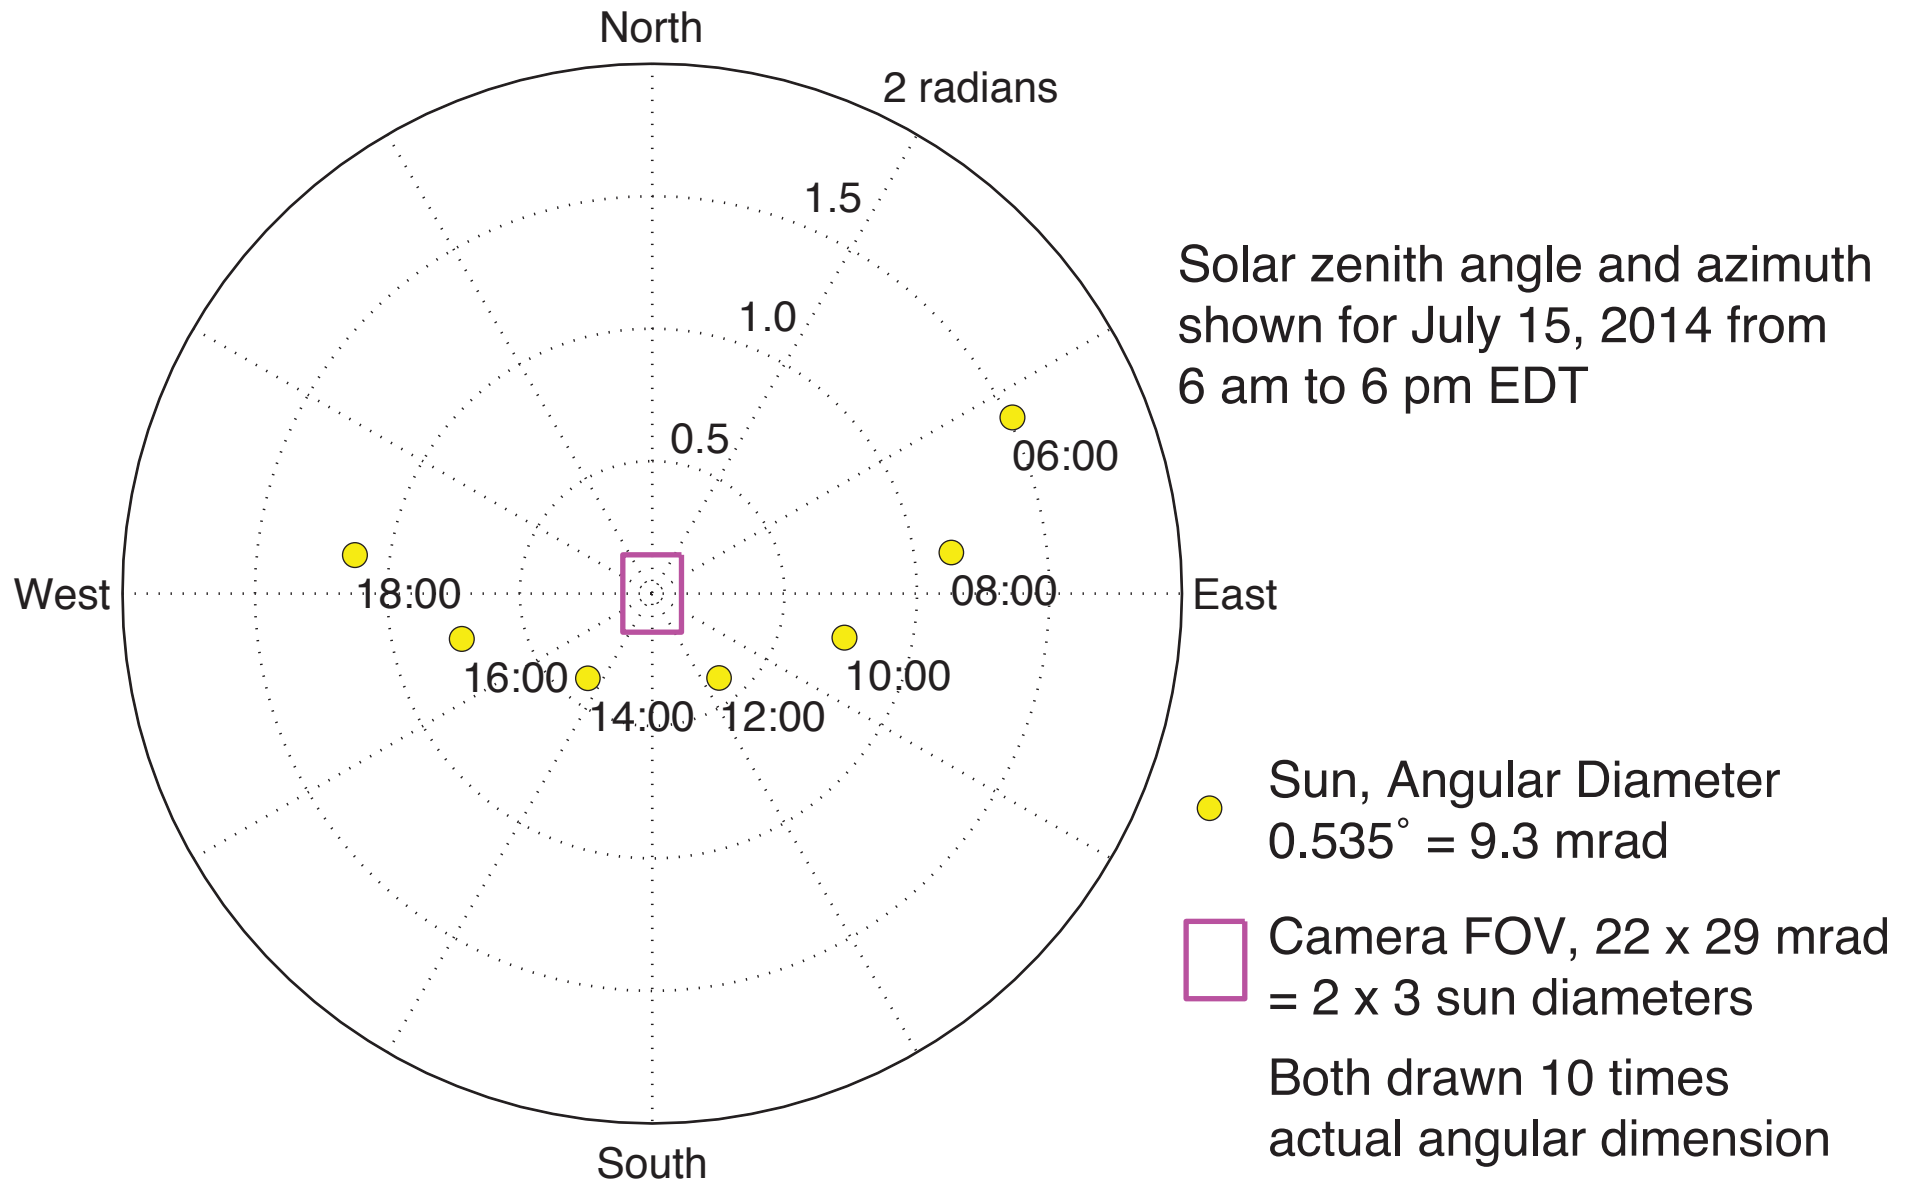 North
2 radians
1.5
1.0
0.5
Solar zenith angle and azimuth
shown for July 15, 2014 from
6 am to 6 pm EDT
06:00
08:00
West
18:00
East
16:00
10:00
14:00
12:00
South
Sun, Angular Diameter
0.535° = 9.3 mrad
Camera FOV, 22 x 29 mrad
= 2 x 3 sun diameters
Both drawn 10 times
actual angular dimension